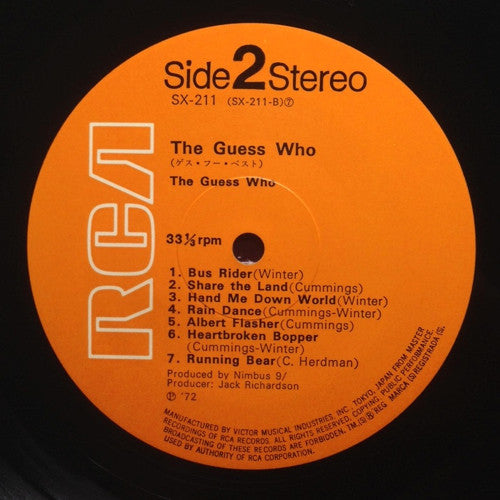 Side 2 Stereo
SX-211 (SX-211-B)②
RCA
The Guess Who
(ゲス・フー・ベスト)
The Guess Who
33⅓ rpm
1. Bus Rider(Winter)
2. Share the Land(Cummings)
3. Hand Me Down World(Winter)
4. Rain Dance(Cummings-Winter)
5. Albert Flasher(Cummings)
6. Heartbroken Bopper
(Cummings-Winter)
7. Running Bear(C. Herdman)
Produced by Nimbus 9/
Producer: Jack Richardson
Ⓟ '72
MANUFACTURED BY VICTOR MUSICAL INDUSTRIES, INC. TOKYO, JAPAN FROM MASTER
RECORDINGS OF RCA RECORDS. ALL RIGHTS RESERVED. COPYING, PUBLIC PERFORMANCE,
BROADCASTING OF THESE RECORDS ARE FORBIDDEN. TM.(S)Ⓡ REG. MARCA (S) REGISTRADA (S).
USED BY AUTHORITY OF RCA CORPORATION.